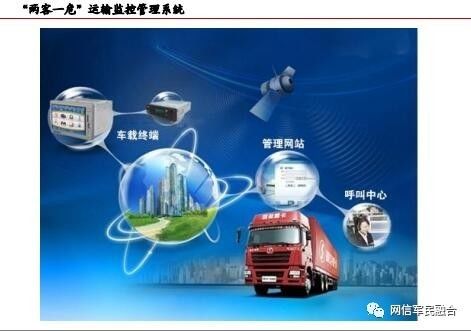 “两客一危”运输监控管理系统
车载终端
管理网站
呼叫中心
网信军民融合